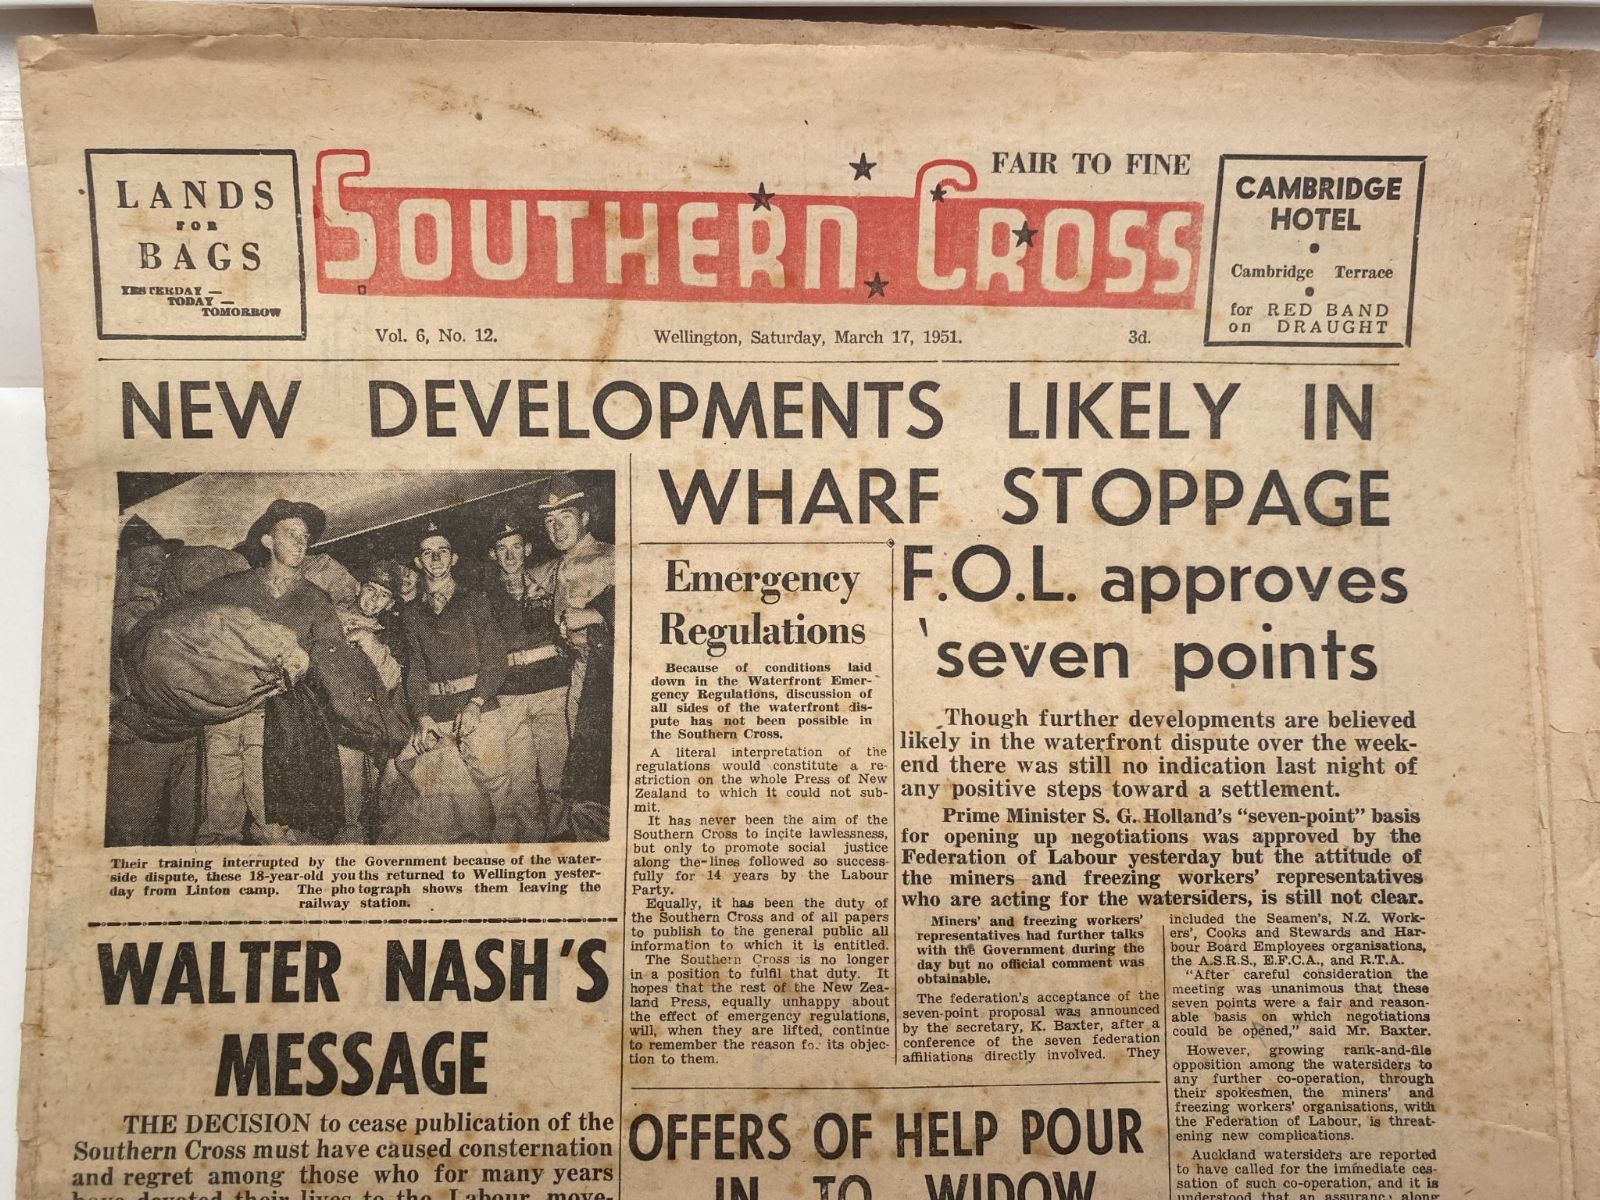 LANDS
FOR
BAGS
YESTERDAY —
TODAY —
TOMORROW
SOUTHERN CROSS
FAIR TO FINE
CAMBRIDGE
HOTEL
Cambridge Terrace
for RED BAND
on DRAUGHT
Vol. 6, No. 12.
Wellington, Saturday, March 17, 1951.
3d.
NEW DEVELOPMENTS LIKELY IN
WHARF STOPPAGE
Their training interrupted by the Government because of the water-
side dispute, these 18-year-old youths returned to Wellington yester-
day from Linton camp. The photograph shows them leaving the
railway station.
WALTER NASH'S
MESSAGE
THE DECISION to cease publication of the
Southern Cross must have caused consternation
and regret among those who for many years
have devoted their lives to the Labour move-
Emergency
Regulations
Because of conditions laid
down in the Waterfront Emer-
gency Regulations, discussion of
all sides of the waterfront dis-
pute has not been possible in
the Southern Cross.
A literal interpretation of the
regulations would constitute a re-
striction on the whole Press of New
Zealand to which it could not sub-
mit.
It has never been the aim of the
Southern Cross to incite lawlessness,
but only to promote social justice
along the lines followed so success-
fully for 14 years by the Labour
Party.
Equally, it has been the duty of
the Southern Cross and of all papers
to publish to the general public all
information to which it is entitled.
The Southern Cross is no longer
in a position to fulfil that duty. It
hopes that the rest of the New Zea-
land Press, equally unhappy about
the effect of emergency regulations,
will, when they are lifted, continue
to remember the reason for its objec-
tion to them.
F.O.L. approves
'seven points
Though further developments are believed
likely in the waterfront dispute over the week-
end there was still no indication last night of
any positive steps toward a settlement.
Prime Minister S. G. Holland's "seven-point" basis
for opening up negotiations was approved by the
Federation of Labour yesterday but the attitude of
the miners and freezing workers' representatives
who are acting for the watersiders, is still not clear.
Miners' and freezing workers'
representatives had further talks
with the Government during the
day but no official comment was
obtainable.
The federation's acceptance of the
seven-point proposal was announced
by the secretary, K. Baxter, after a
conference of the seven federation
affiliations directly involved. They
included the Seamen's, N.Z. Work-
ers', Cooks and Stewards and Har-
bour Board Employees organisations,
the A.S.R.S., E.F.C.A., and R.T.A.
"After careful consideration the
meeting was unanimous that these
seven points were a fair and reason-
able basis on which negotiations
could be opened," said Mr. Baxter.
However, growing rank-and-file
opposition among the watersiders to
any further co-operation, through
their spokesmen, the miners' and
freezing workers' organisations, with
the Federation of Labour, is threat-
ening new complications.
Auckland watersiders are reported
to have called for the immediate ces-
sation of such co-operation, and it is
understood that an assurance along
OFFERS OF HELP POUR
IN TO WIDOW